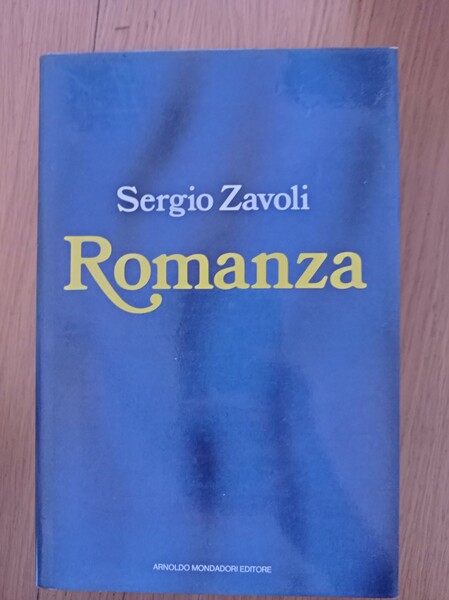 Sergio Zavoli
Romanza
ARNOLDO MONDADORI EDITORE